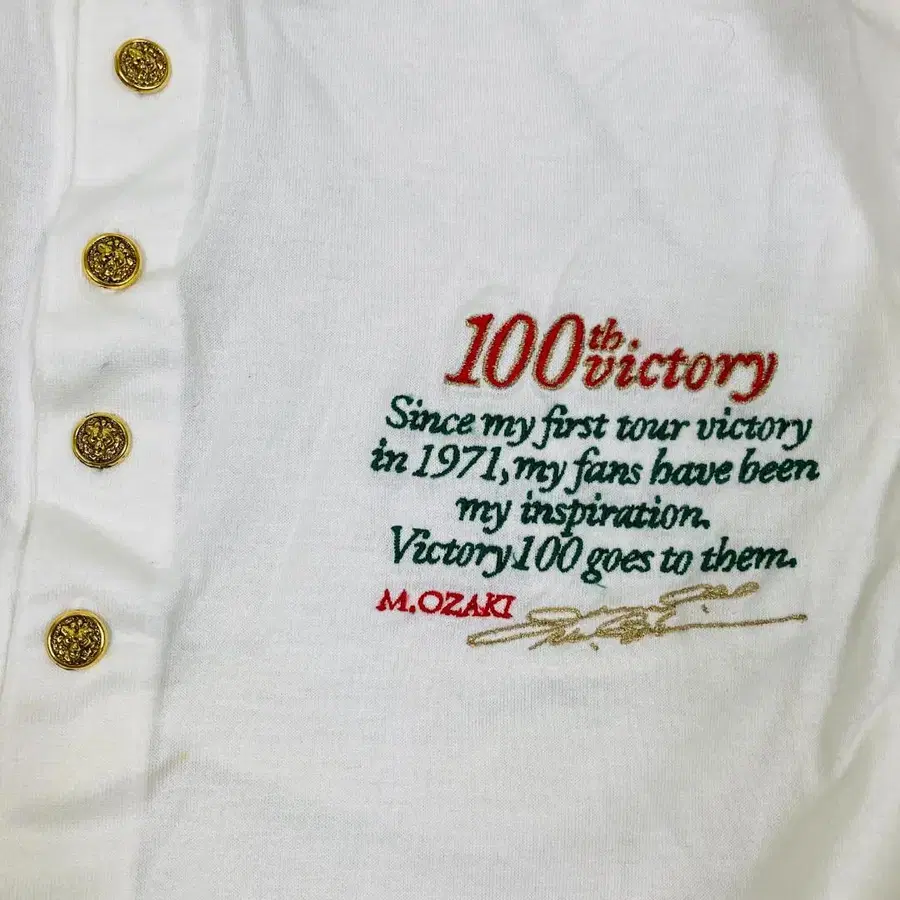 100th victory
Since my first tour victory
in 1971, my fans have been
my inspiration.
Victory 100 goes to them.
M.OZAKI